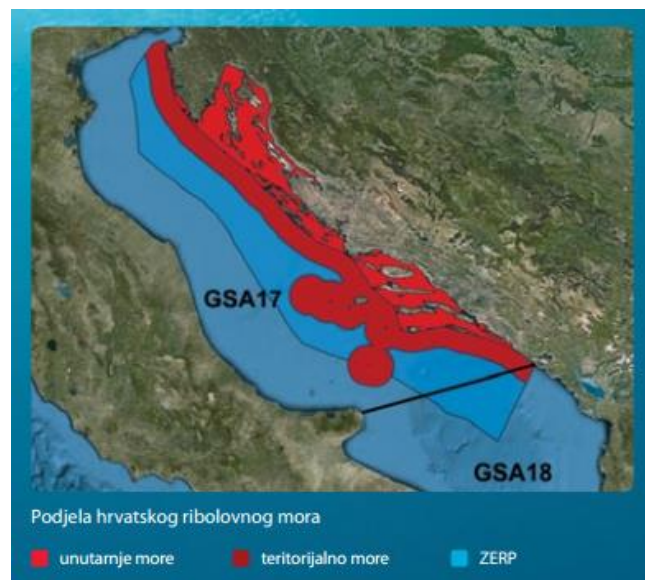 GSA17
GSA18
Podjela hrvatskog ribolovnog mora
unutarnje more teritorijalno more ZERP